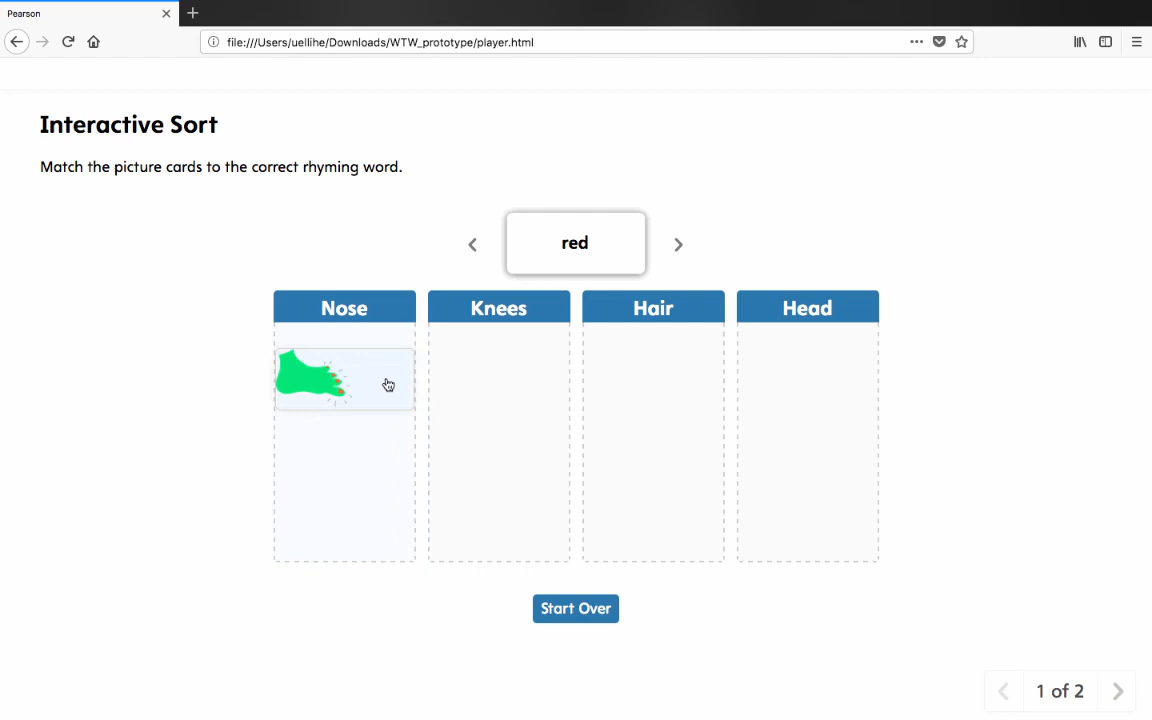 Pearson
file:///Users/uellihe/Downloads/WTW_prototype/player.html
Interactive Sort
Match the picture cards to the correct rhyming word.
red
Nose Knees Hair Head
Start Over
1 of 2